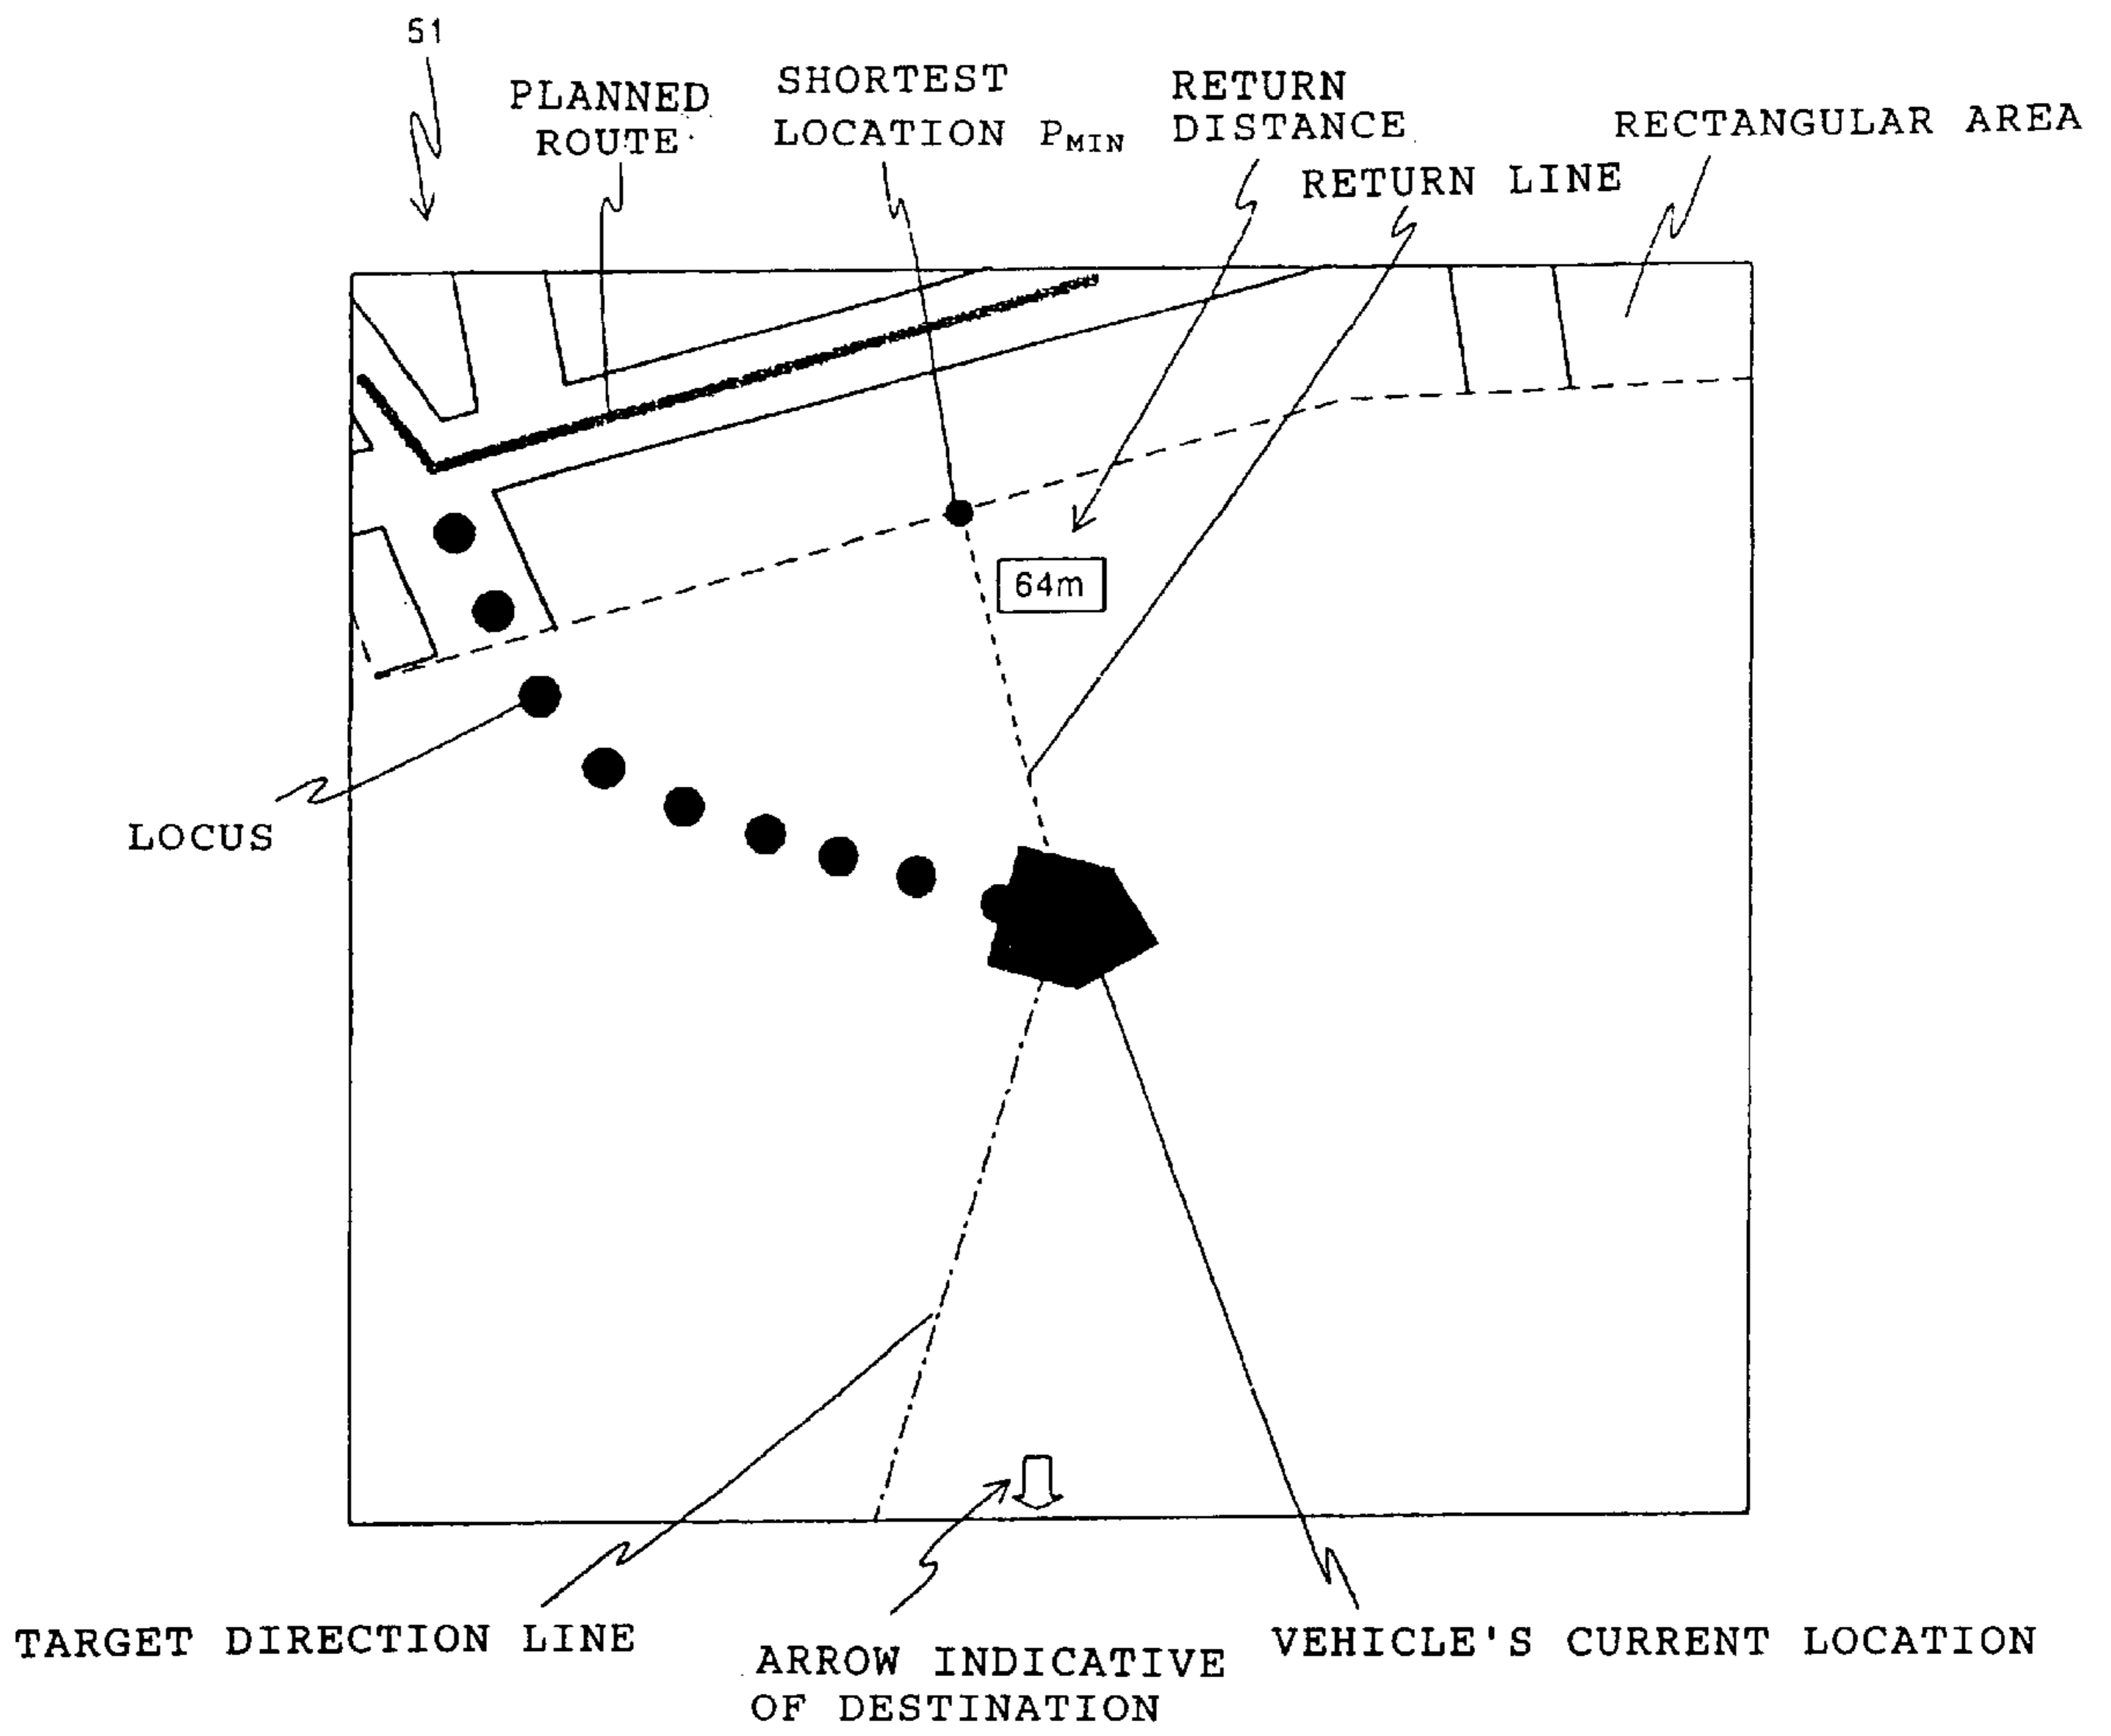 51
PLANNED
ROUTE
SHORTEST
LOCATION PMIN
RETURN
DISTANCE
RETURN LINE
RECTANGULAR AREA
64m
LOCUS
TARGET DIRECTION LINE
ARROW INDICATIVE
OF DESTINATION
VEHICLE'S CURRENT LOCATION